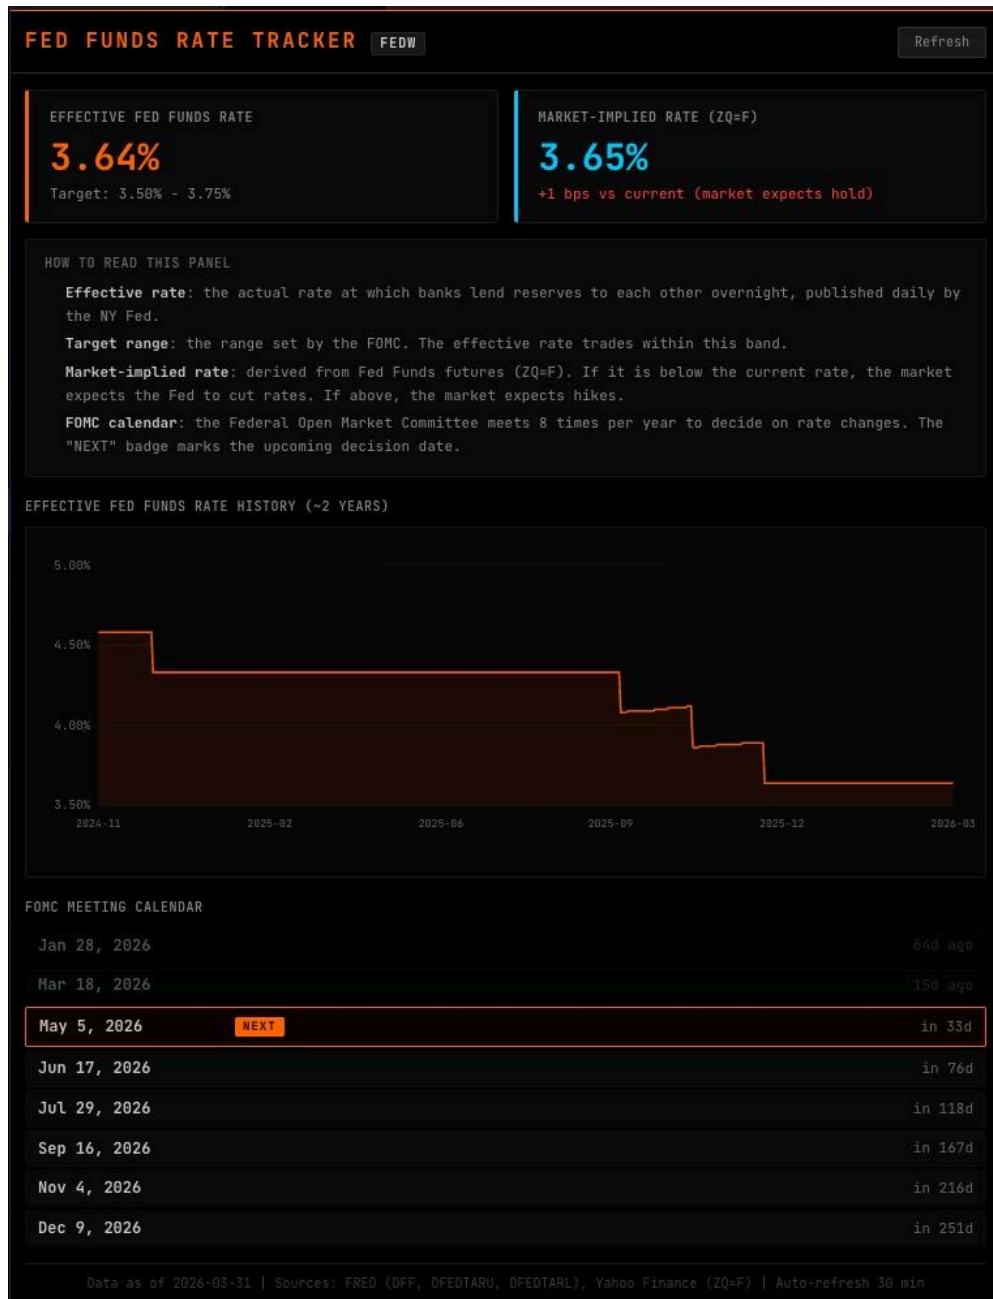 FED FUNDS RATE TRACKER FEDW
Refresh
EFFECTIVE FED FUNDS RATE
3.64%
Target: 3.50% - 3.75%
MARKET-IMPLIED RATE (ZQ=F)
3.65%
+1 bps vs current (market expects hold)
HOW TO READ THIS PANEL
Effective rate: the actual rate at which banks lend reserves to each other overnight, published daily by
the NY Fed.
Target range: the range set by the FOMC. The effective rate trades within this band.
Market-implied rate: derived from Fed Funds futures (ZQ=F). If it is below the current rate, the market
expects the Fed to cut rates. If above, the market expects hikes.
FOMC calendar: the Federal Open Market Committee meets 8 times per year to decide on rate changes. The
"NEXT" badge marks the upcoming decision date.
EFFECTIVE FED FUNDS RATE HISTORY (~2 YEARS)
5.00%
4.50%
4.00%
3.50%
2024-11 2025-02 2025-06 2025-09 2025-12 2026-03
FOMC MEETING CALENDAR
Jan 28, 2026 64d ago
Mar 18, 2026 15d ago
May 5, 2026 NEXT in 33d
Jun 17, 2026 in 76d
Jul 29, 2026 in 118d
Sep 16, 2026 in 167d
Nov 4, 2026 in 216d
Dec 9, 2026 in 251d
Data as of 2026-03-31 | Sources: FRED (DFF, DFEDTARU, DFEDTARL), Yahoo Finance (ZQ=F) | Auto-refresh 30 min